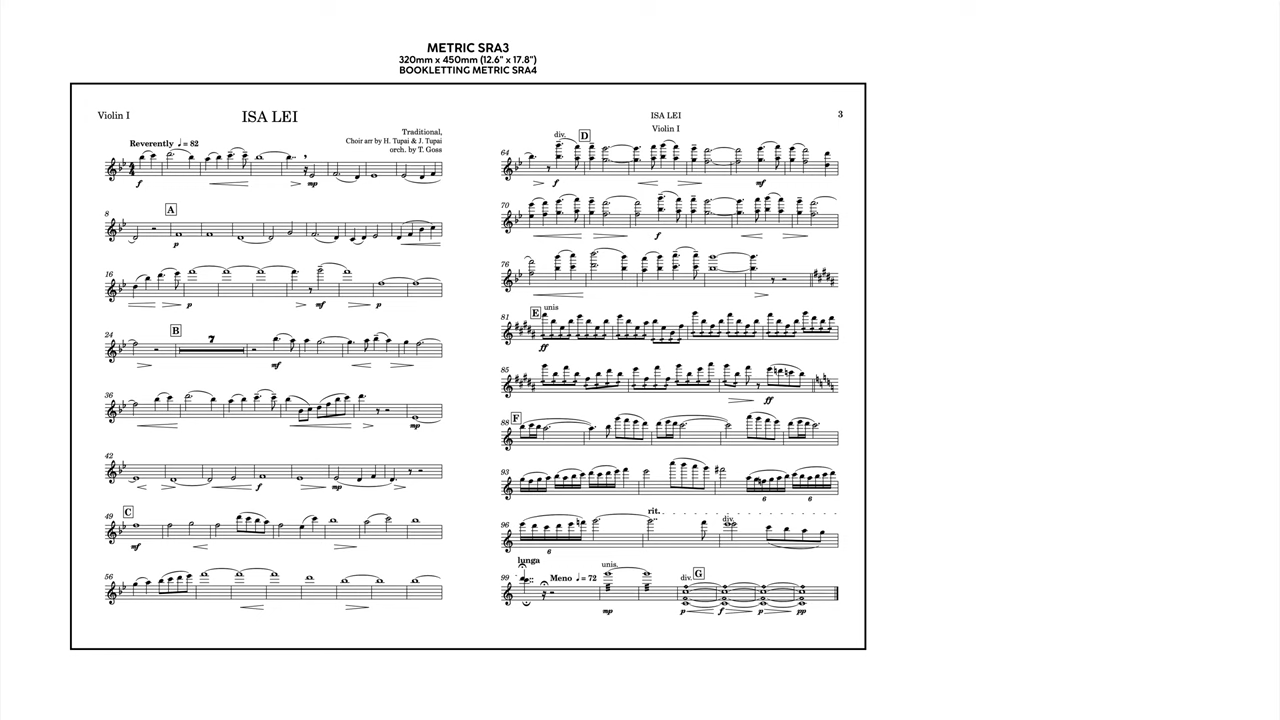 METRIC SRA3
320mm x 450mm (12.6" x 17.8")
BOOKLETTING METRIC SRA4
Violin I
ISA LEI
Traditional,
Choir arr by H. Tupai & J. Tupai
orch. by T. Goss
Reverently ♩ = 82
4
4
f
mp
8
A
p
16
p
mf
p
24
B
7
mf
36
mp
42
f
mp
49
C
mf
56
ISA LEI
3
Violin I
64
div.
D
f
mf
70
f
76
81
E
unis
ff
85
ff
88
F
93
6
6
96
rit.
div.
6
99
lunga
Meno ♩ = 72
unis.
div.
G
mp
p
f
p
pp